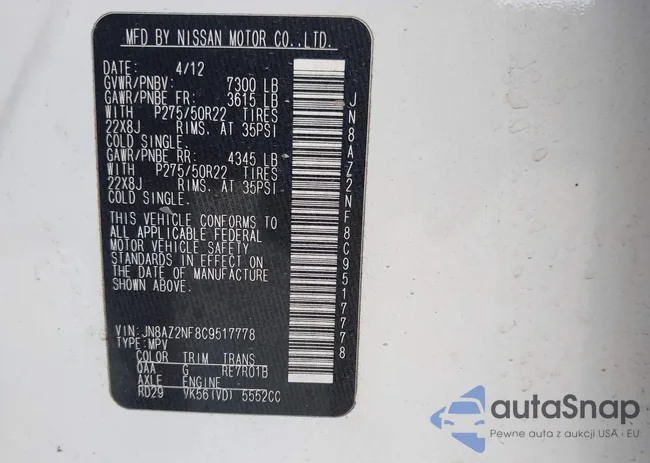 MFD BY NISSAN MOTOR CO.,LTD.
DATE: 4/12
GVWR/PNBV: 7300 LB
GAWR/PNBE FR: 3615 LB
WITH P275/50R22 TIRES
22X8J RIMS. AT 35PSI
COLD SINGLE.
GAWR/PNBE RR: 4345 LB
WITH P275/50R22 TIRES
22X8J RIMS. AT 35PSI
COLD SINGLE.
THIS VEHICLE CONFORMS TO
ALL APPLICABLE FEDERAL
MOTOR VEHICLE SAFETY
STANDARDS IN EFFECT ON
THE DATE OF MANUFACTURE
SHOWN ABOVE.
VIN: JN8AZ2NF8C9517778
TYPE: MPV
COLOR TRIM TRANS
QAA G RE7R01B
AXLE ENGINE
RD29 VK56(VD) 5552CC
JN8AZ2NF8C9517778
autaSnap
Pewne auta z aukcji USA i EU